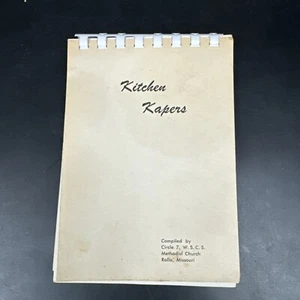 Kitchen
Kapers
Compiled by
Circle 7, W. S. C. S.
Methodist Church
Rolla, Missouri